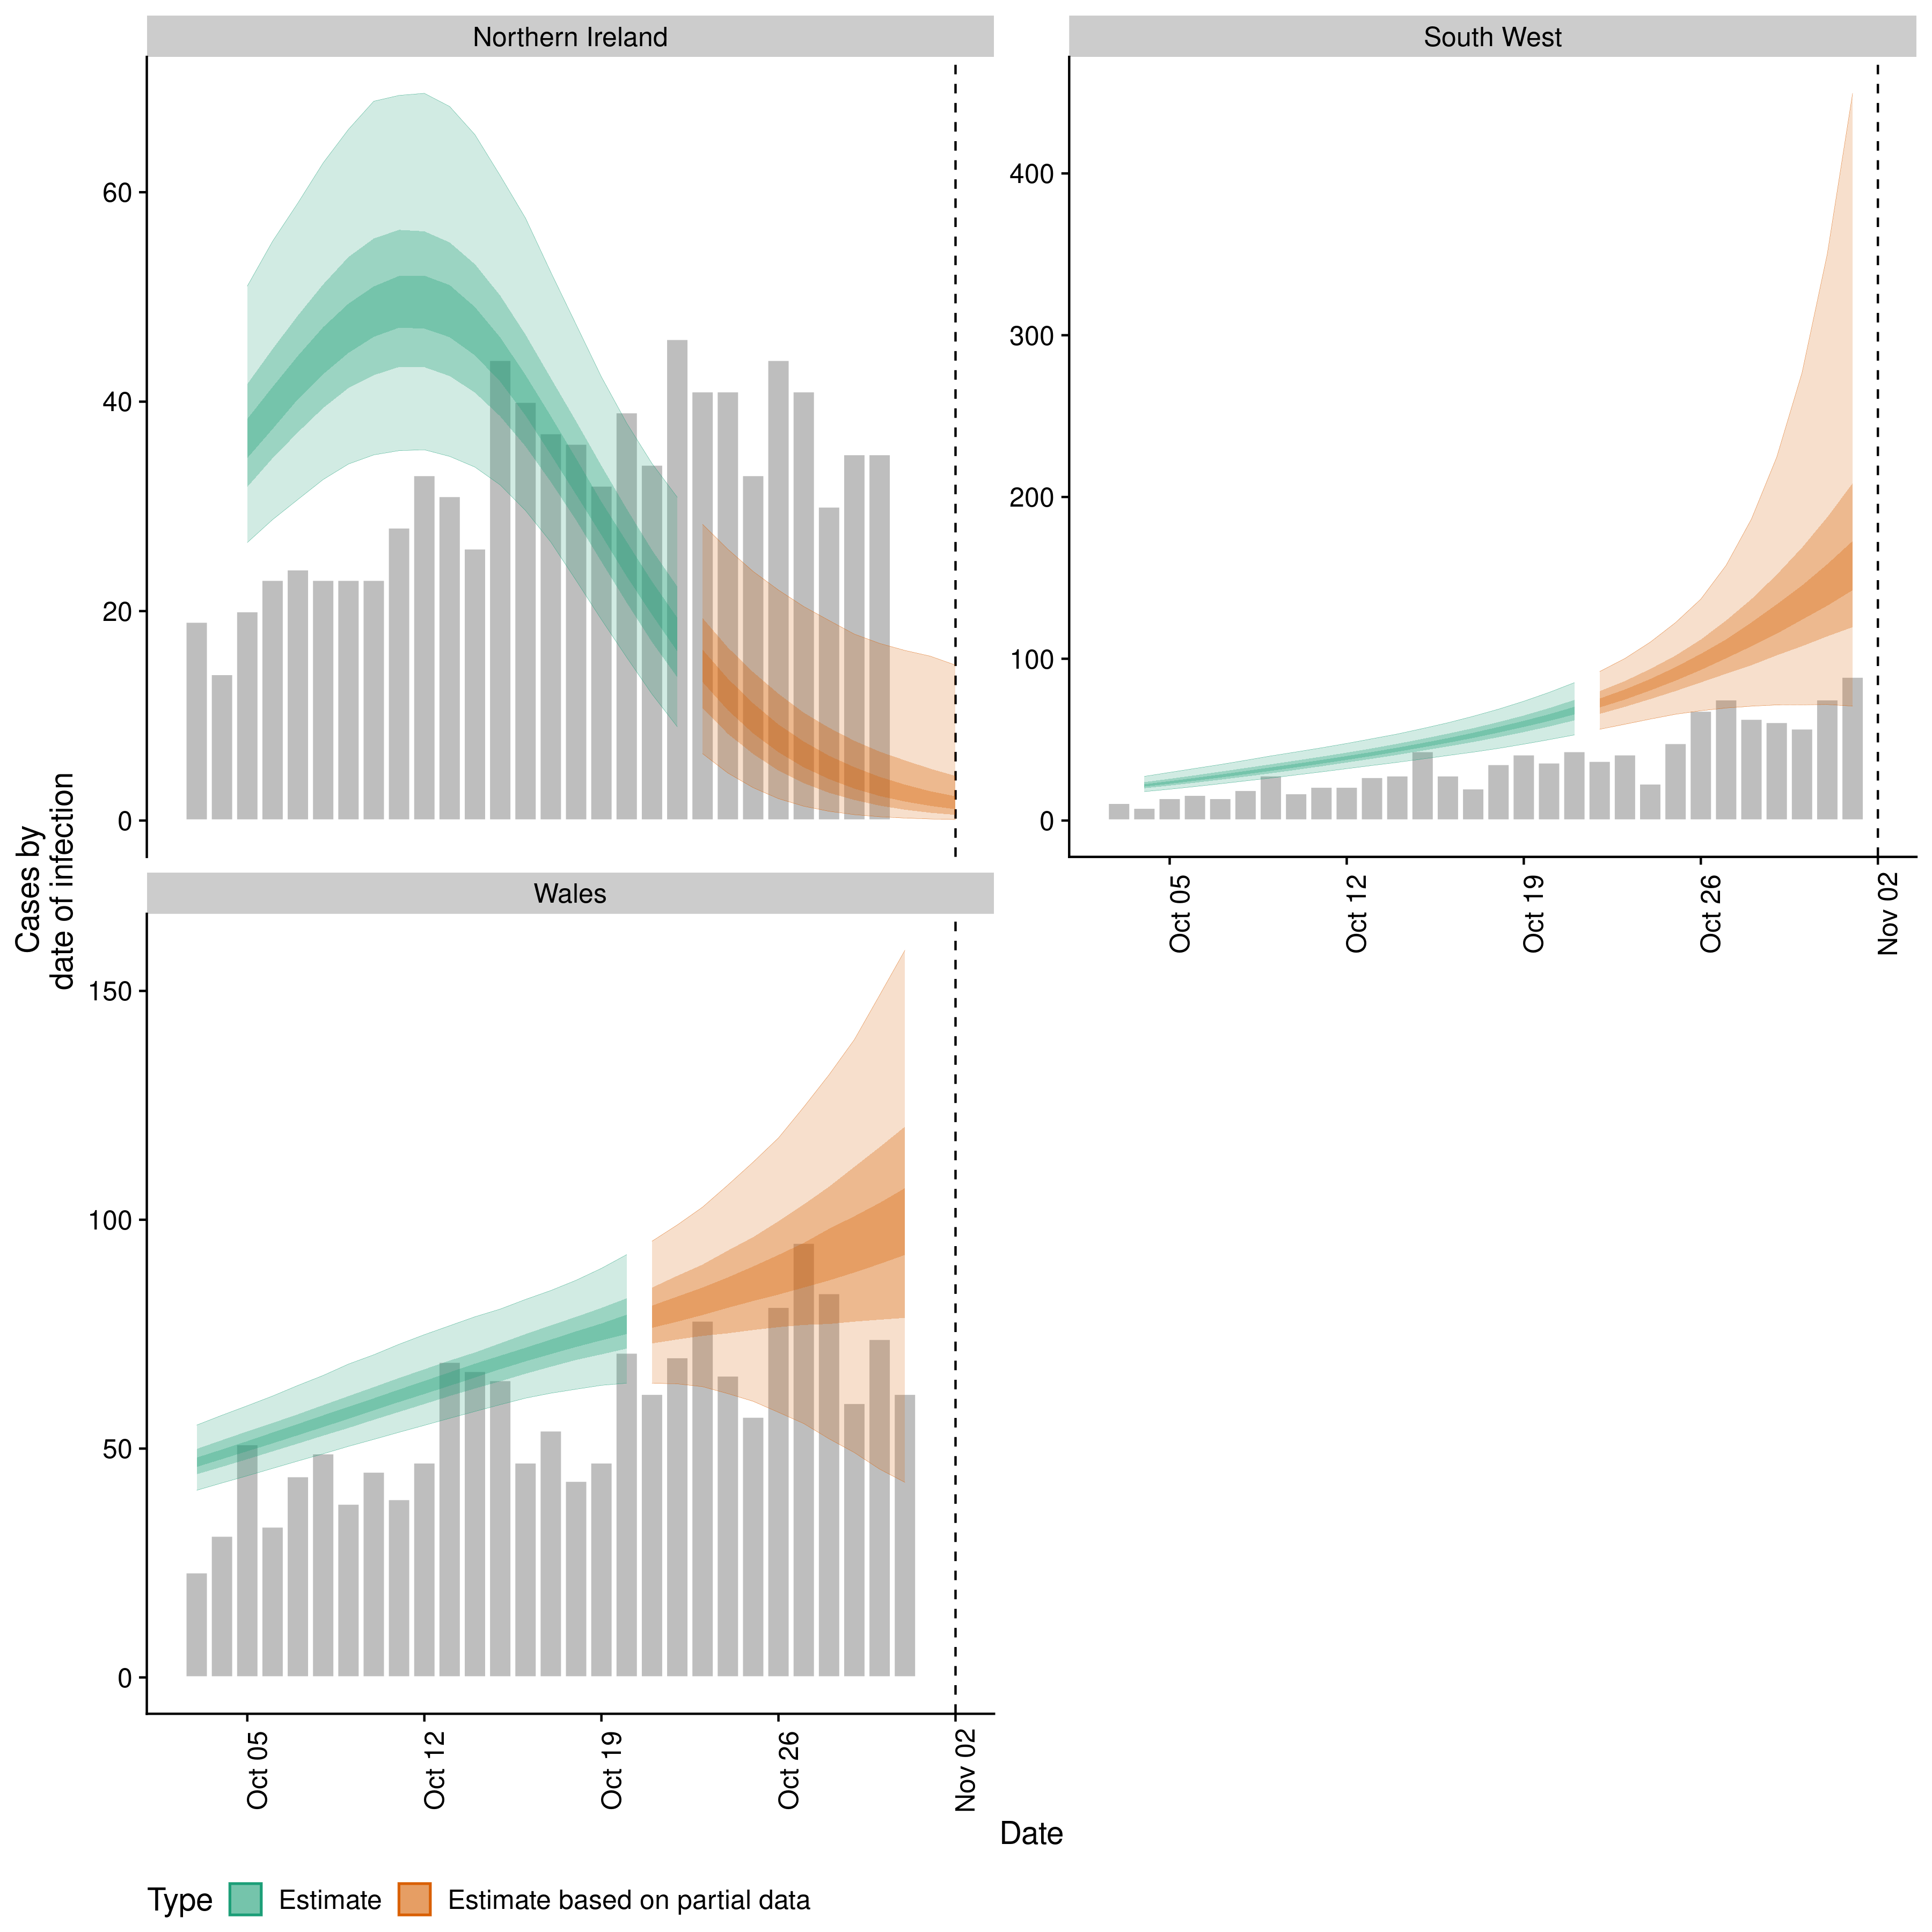 Northern Ireland
South West
60
40
20
0
400
300
200
100
0
Oct 05
Oct 12
Oct 19
Oct 26
Nov 02
Cases by
date of infection
Wales
150
100
50
0
Oct 05
Oct 12
Oct 19
Oct 26
Nov 02
Date
Type Estimate Estimate based on partial data